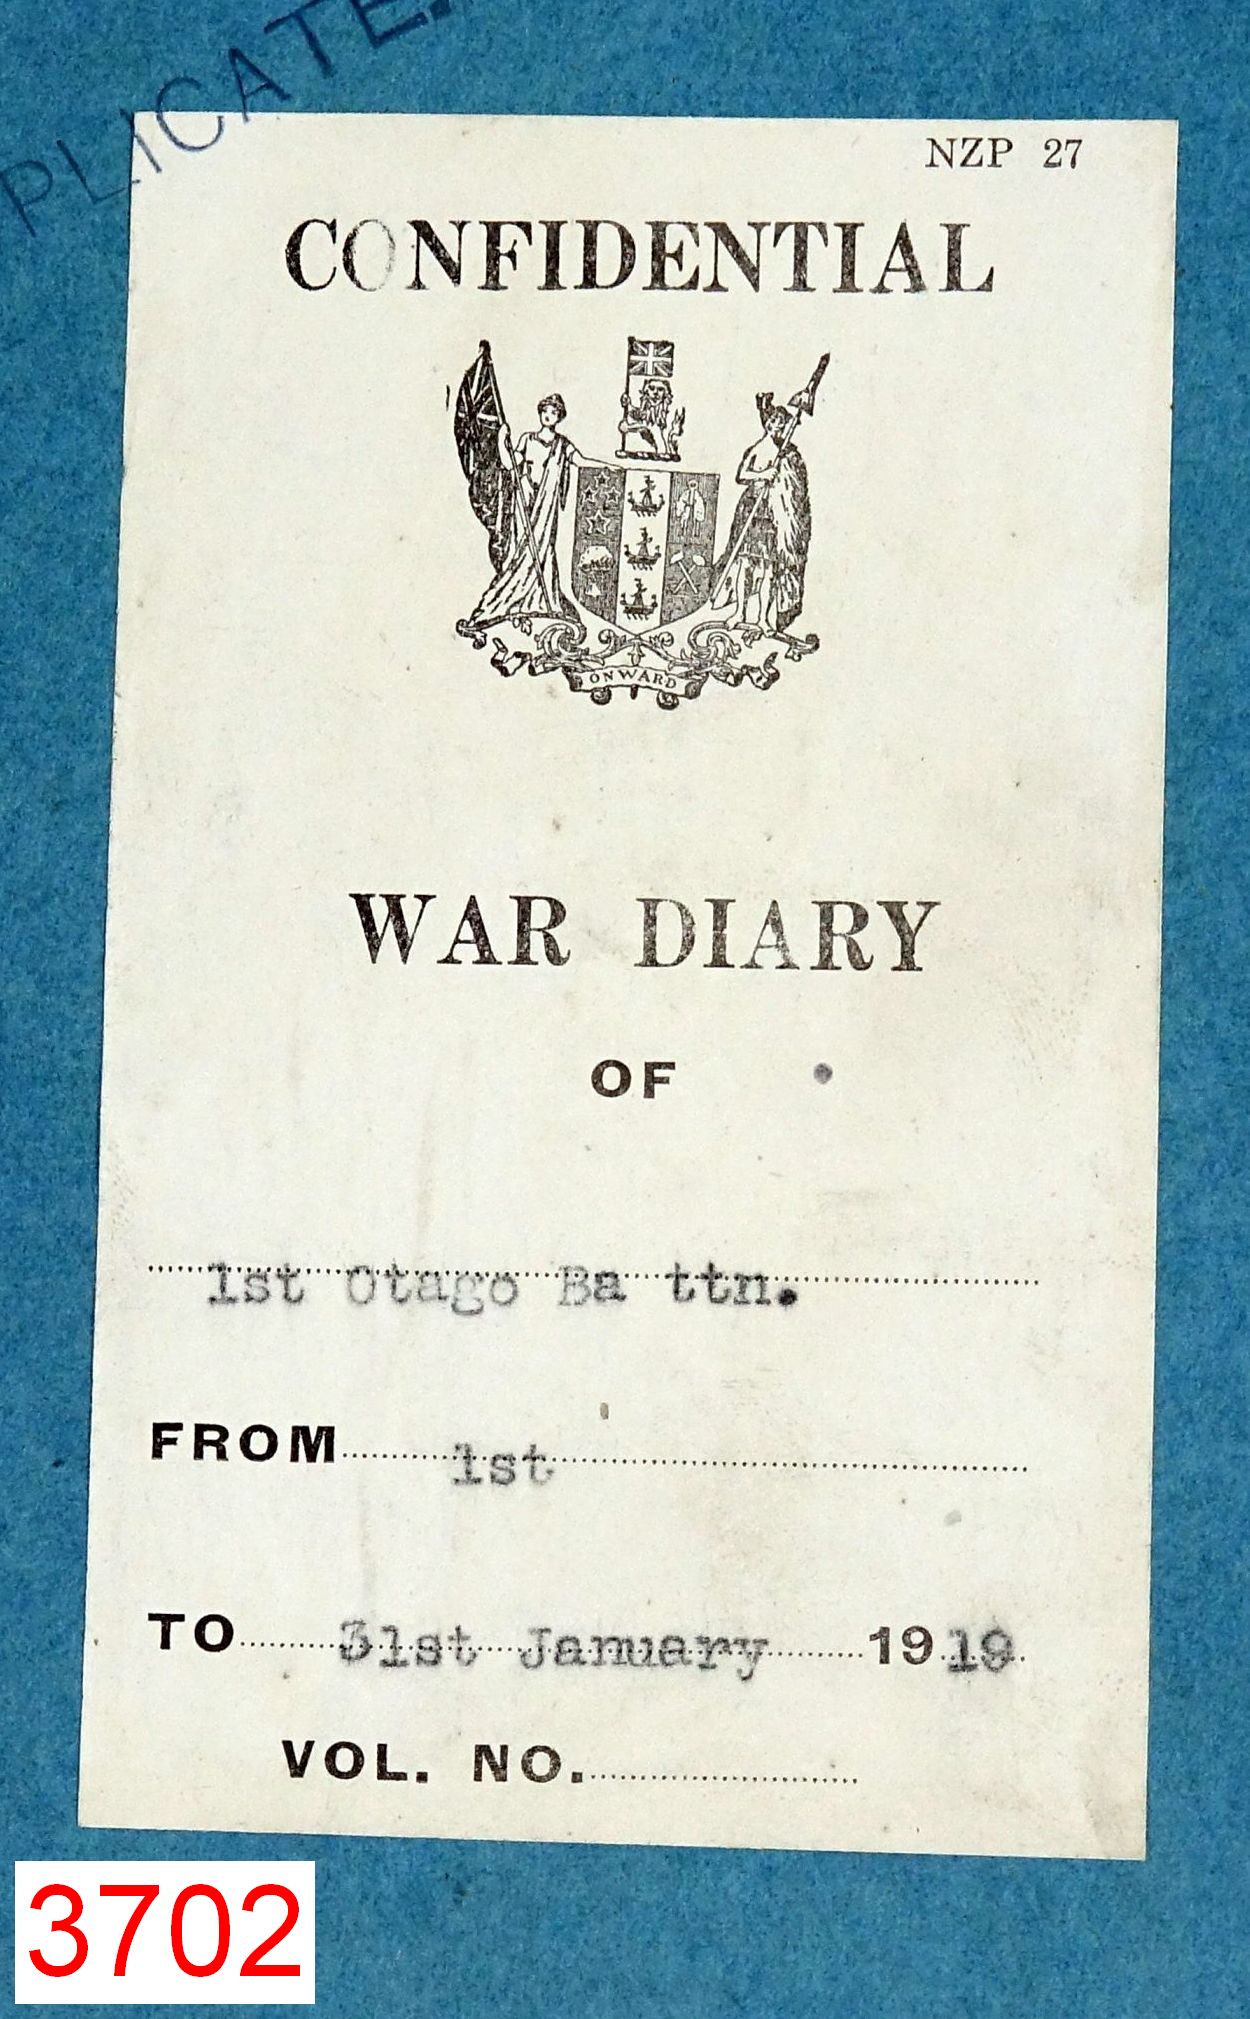 PLICATE.
NZP 27
CONFIDENTIAL
ONWARD
WAR DIARY
OF
1st Otago Ba ttn.
FROM 1st
TO 31st January 1919
VOL. NO.
3702